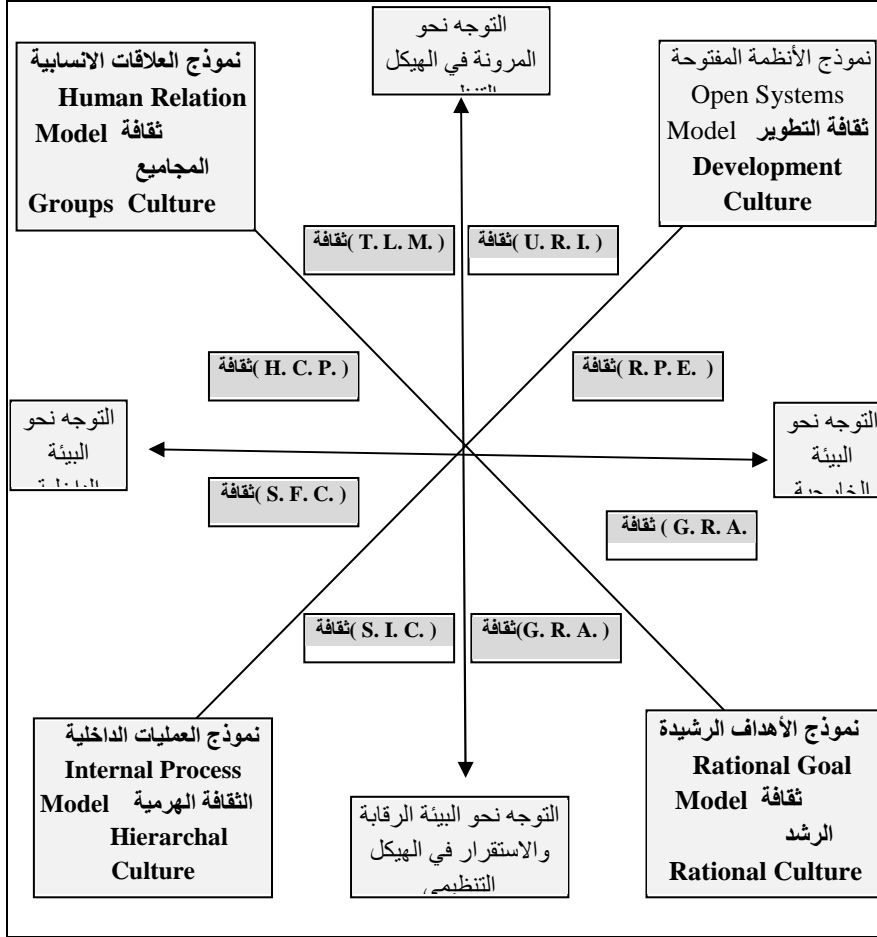 التوجه نحو
المرونة في الهيكل
نموذج العلاقات الانسابية
Human Relation
Model ثقافة
المجاميع
Groups Culture
نموذج الأنظمة المفتوحة
Open Systems
Model ثقافة التطوير
Development
Culture
ثقافة( T. L. M. )
ثقافة( U. R. I. )
ثقافة( H. C. P. )
ثقافة( R. P. E. )
التوجه نحو
البيئة
التوجه نحو
البيئة
الخارجية
ثقافة( S. F. C. )
ثقافة ( G. R. A.
ثقافة( S. I. C. )
ثقافة(G. R. A. )
نموذج العمليات الداخلية
Internal Process
Model الثقافة الهرمية
Hierarchal
Culture
التوجه نحو البيئة الرقابة
والاستقرار في الهيكل
التنظيمي
نموذج الأهداف الرشيدة
Rational Goal
Model ثقافة
الرشد
Rational Culture